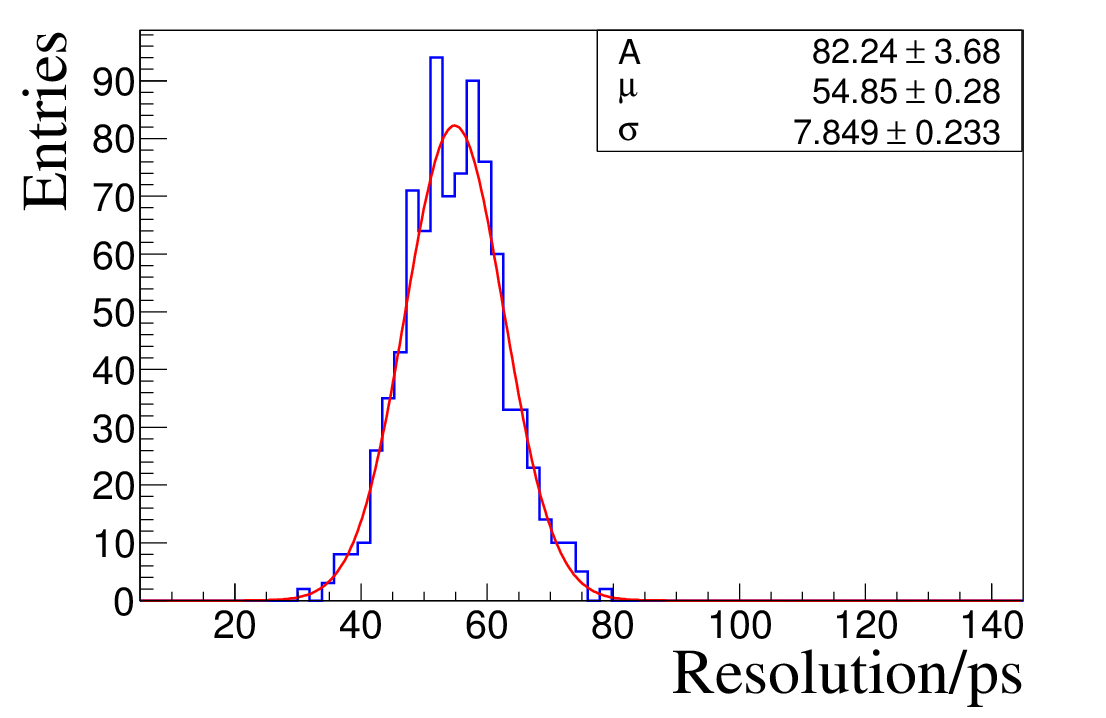 Entries
A 82.24 ± 3.68
μ 54.85 ± 0.28
σ 7.849 ± 0.233
90
80
70
60
50
40
30
20
10
0
20 40 60 80 100 120 140
Resolution/ps